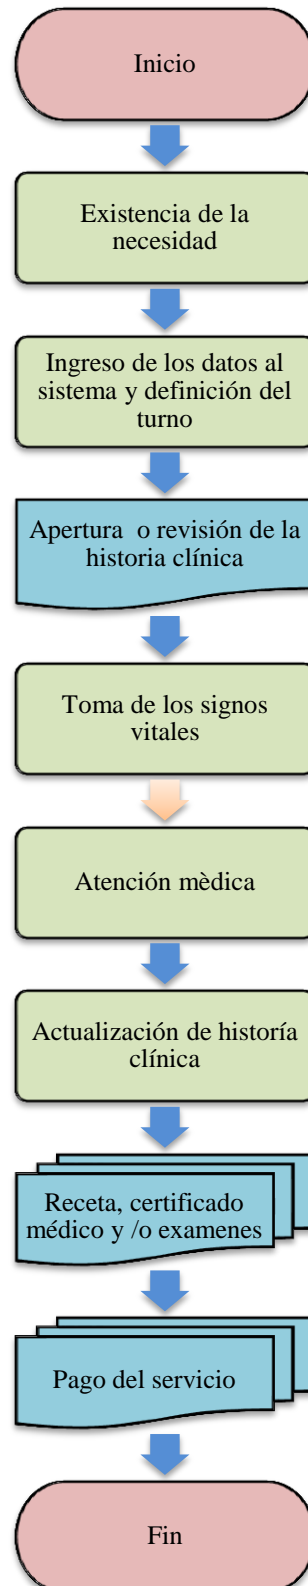 Inicio
Existencia de la
necesidad
Ingreso de los datos al
sistema y definición del
turno
Apertura o revisión de la
historia clínica
Toma de los signos
vitales
Atención mèdica
Actualización de historía
clínica
Receta, certificado
médico y /o examenes
Pago del servicio
Fin